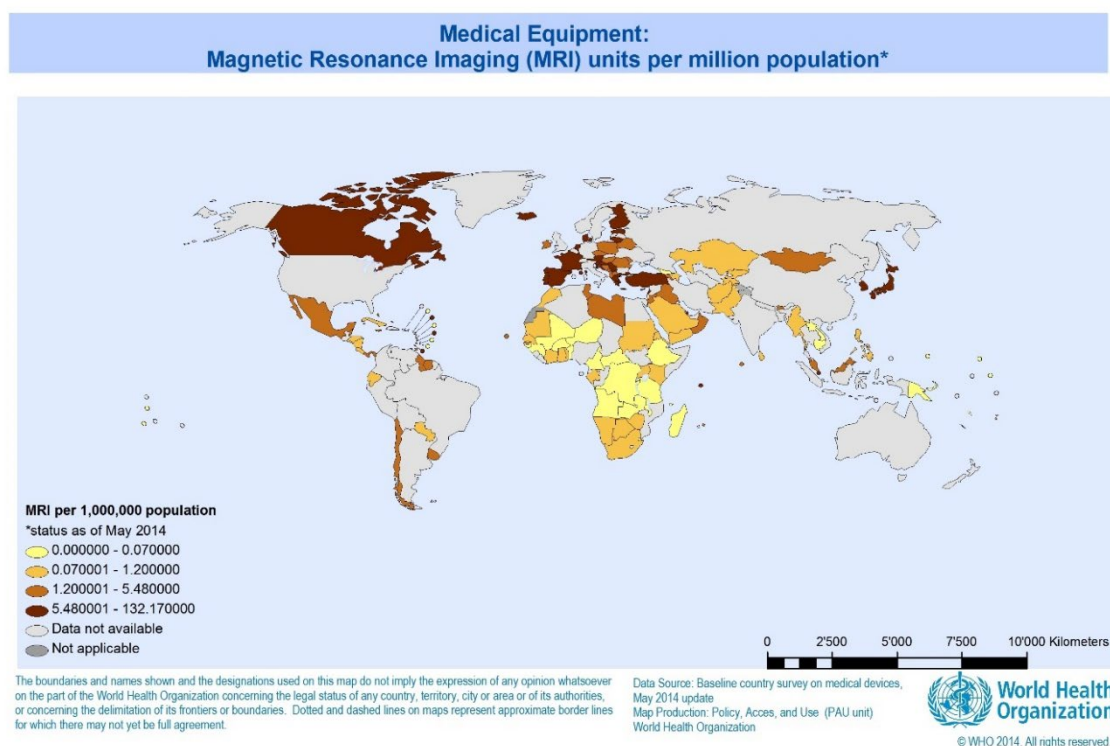 Medical Equipment:
Magnetic Resonance Imaging (MRI) units per million population*
MRI per 1,000,000 population
*status as of May 2014
0.000000 - 0.070000
0.070001 - 1.200000
1.200001 - 5.480000
5.480001 - 132.170000
Data not available
Not applicable
0 2'500 5'000 7'500 10'000 Kilometers
The boundaries and names shown and the designations used on this map do not imply the expression of any opinion whatsoever
on the part of the World Health Organization concerning the legal status of any country, territory, city or area or of its authorities,
or concerning the delimitation of its frontiers or boundaries. Dotted and dashed lines on maps represent approximate border lines
for which there may not yet be full agreement.
Data Source: Baseline country survey on medical devices,
May 2014 update
Map Production: Policy, Acces, and Use (PAU unit)
World Health Organization
World Health
Organization
© WHO 2014. All rights reserved.